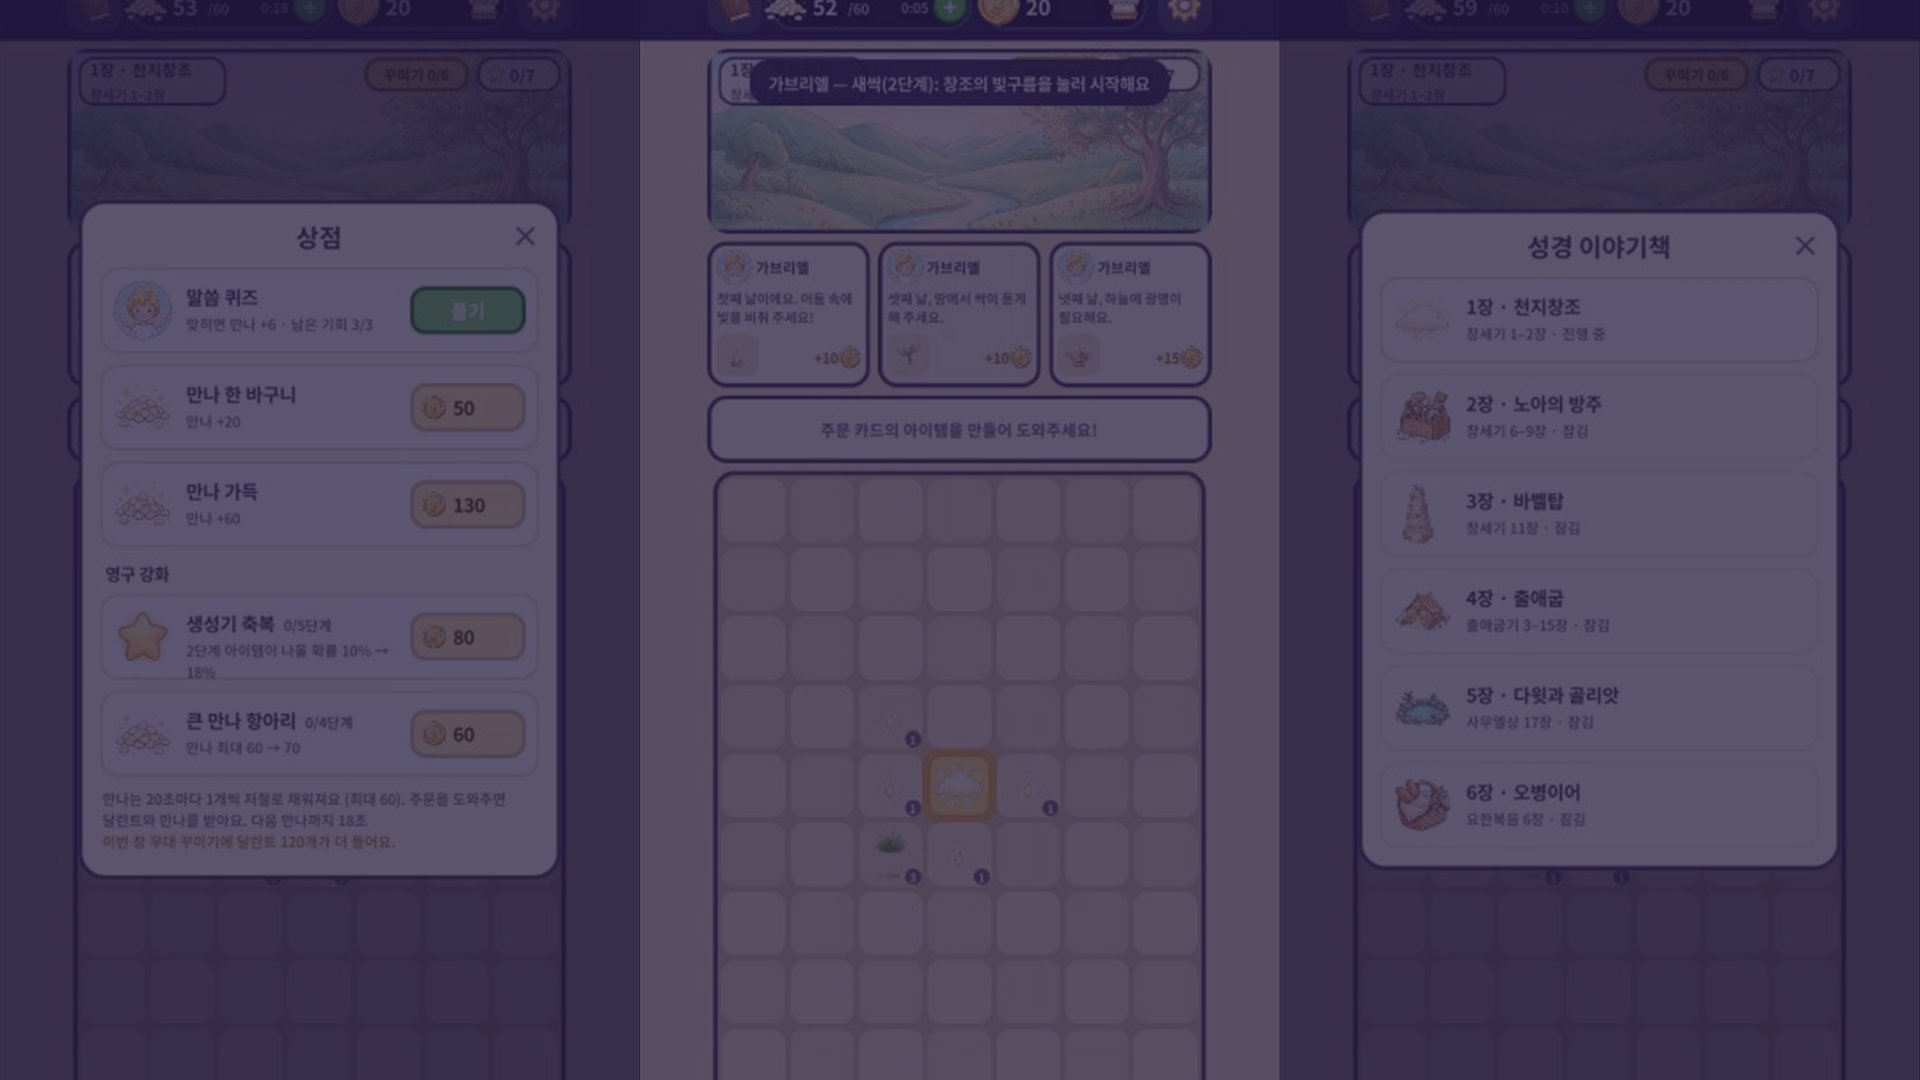 53 /60 0:18 20
1장 · 천지창조
창세기 1–2장
꾸미기 0/6
0/7
상점
말씀 퀴즈
맞히면 만나 +6 · 남은 기회 3/3
풀기
만나 한 바구니
만나 +20
50
만나 가득
만나 +60
130
영구 강화
생성기 축복 0/5단계
2단계 아이템이 나올 확률 10% →
18%
80
큰 만나 항아리 0/4단계
만나 최대 60 → 70
60
만나는 20초마다 1개씩 저절로 채워져요 (최대 60). 주문을 도와주면
달란트와 만나를 받아요. 다음 만나까지 18초
이번 장 무대 꾸미기에 달란트 120개가 더 들어요.
52 /60 0:05 20
1장
창세
가브리엘 — 새싹(2단계): 창조의 빛구름을 눌러 시작해요
가브리엘
첫째 날이에요. 어둠 속에
빛을 비춰 주세요!
+10
가브리엘
셋째 날, 땅에서 싹이 돋게
해 주세요.
+10
가브리엘
넷째 날, 하늘에 광명이
필요해요.
+15
주문 카드의 아이템을 만들어 도와주세요!
1
1
1
3
1
59 /60 0:10 20
1장 · 천지창조
창세기 1–2장
꾸미기 0/6
0/7
성경 이야기책
1장 · 천지창조
창세기 1–2장 · 진행 중
2장 · 노아의 방주
창세기 6–9장 · 잠김
3장 · 바벨탑
창세기 11장 · 잠김
4장 · 출애굽
출애굽기 3–15장 · 잠김
5장 · 다윗과 골리앗
사무엘상 17장 · 잠김
6장 · 오병이어
요한복음 6장 · 잠김
3
1